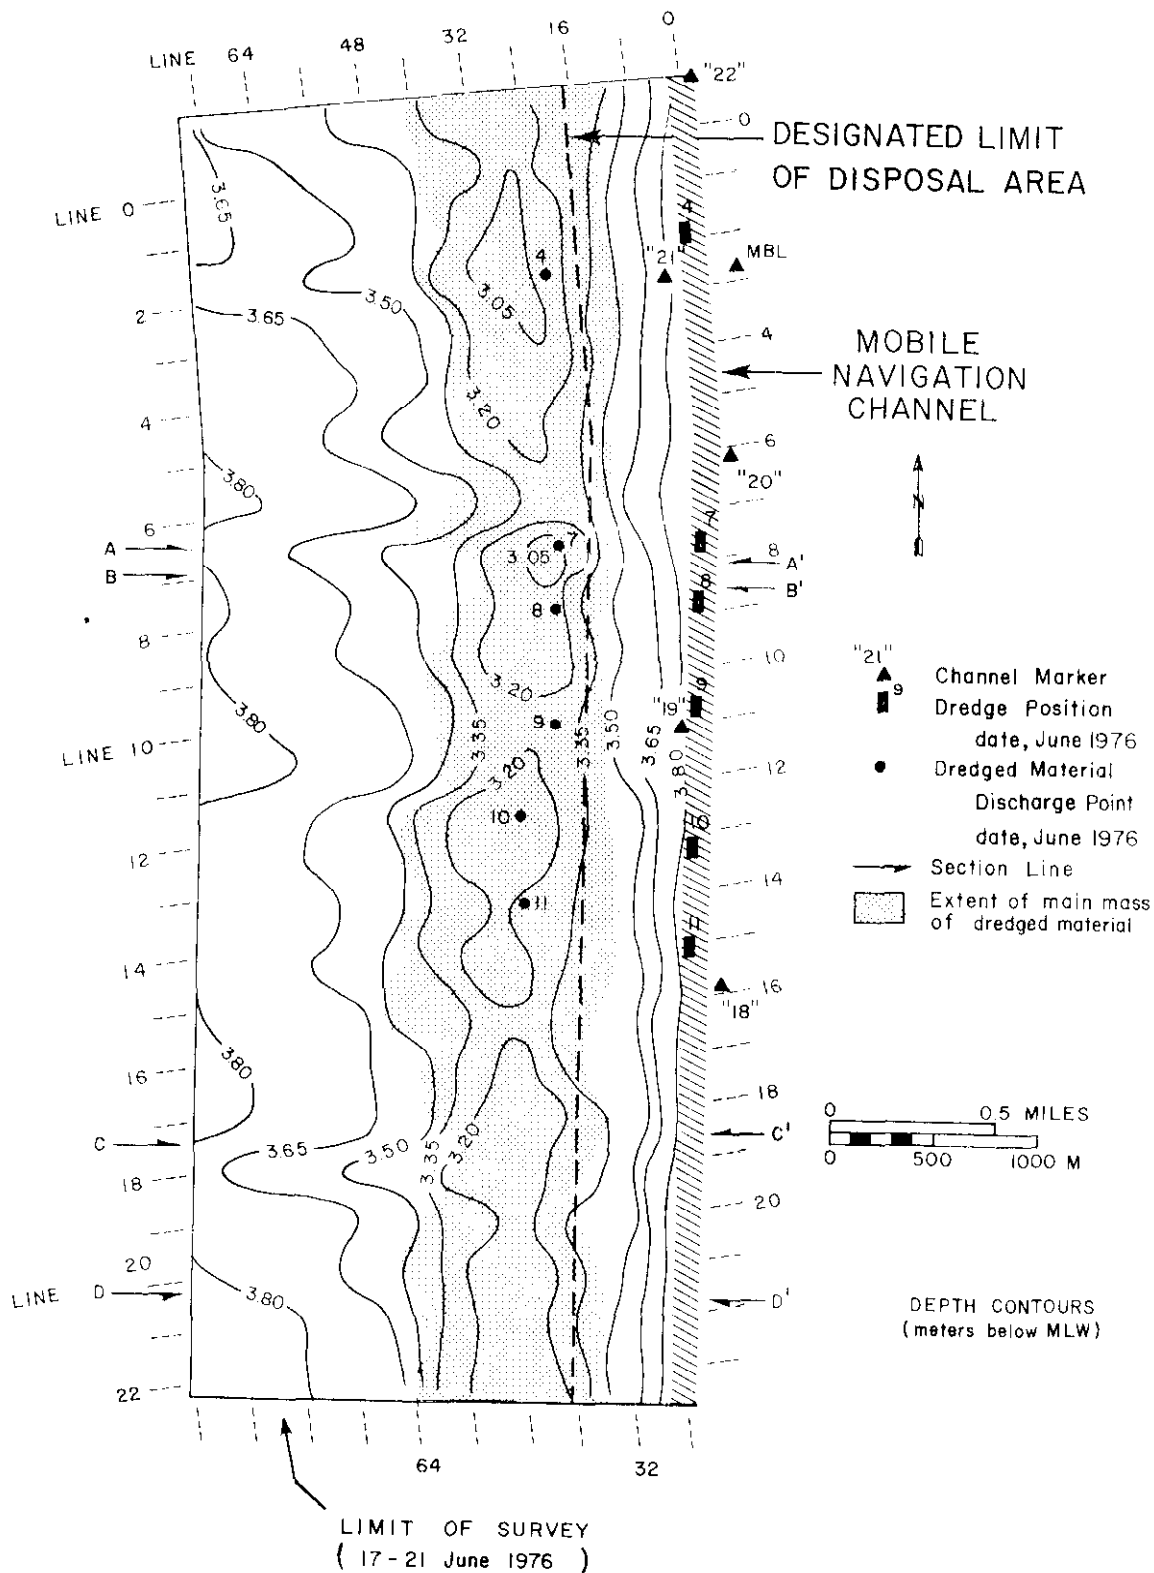 LINE 64 48 32 16 0
"22"
0
DESIGNATED LIMIT
OF DISPOSAL AREA
3.65
LINE 0
4
4
"21"
MBL
3.05
3.50
3.65
2
4
MOBILE
NAVIGATION
CHANNEL
3.20
4
6
"20"
N
3.80
6
7
7
3.05
8
A
A'
B
B'
8
8
8
10
"21"
Channel Marker
9
Dredge Position
date, June 1976
3.20
9
"19"
3.80
9
3.35
3.35
3.50
3.65
3.80
LINE 10
3.20
12
Dredged Material
Discharge Point
date, June 1976
10
10
12
Section Line
14
Extent of main mass
of dredged material
11
11
14
16
"18"
3.80
16
18
0 0.5 MILES
0 500 1000 M
C
C'
3.65
3.50
3.35
3.20
18
20
20
LINE D
D'
3.80
DEPTH CONTOURS
(meters below MLW)
22
64 32
LIMIT OF SURVEY
( 17-21 June 1976 )